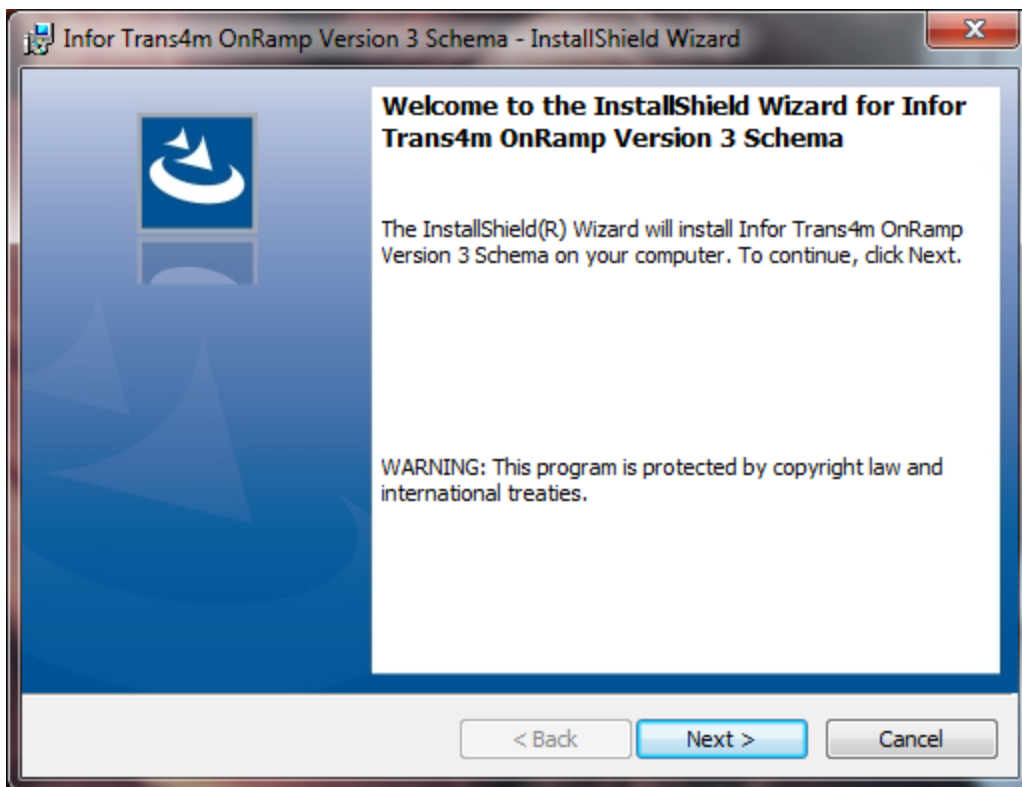 Infor Trans4m OnRamp Version 3 Schema - InstallShield Wizard
Welcome to the InstallShield Wizard for Infor
Trans4m OnRamp Version 3 Schema
The InstallShield(R) Wizard will install Infor Trans4m OnRamp
Version 3 Schema on your computer. To continue, click Next.
WARNING: This program is protected by copyright law and
international treaties.
< Back
Next >
Cancel